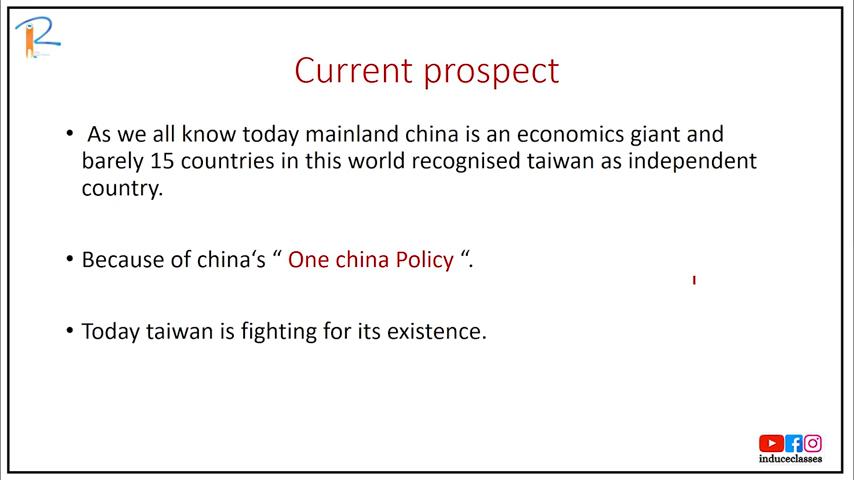 Current prospect
• As we all know today mainland china is an economics giant and
barely 15 countries in this world recognised taiwan as independent
country.
• Because of china‘s “ One china Policy “.
• Today taiwan is fighting for its existence.
induceclasses